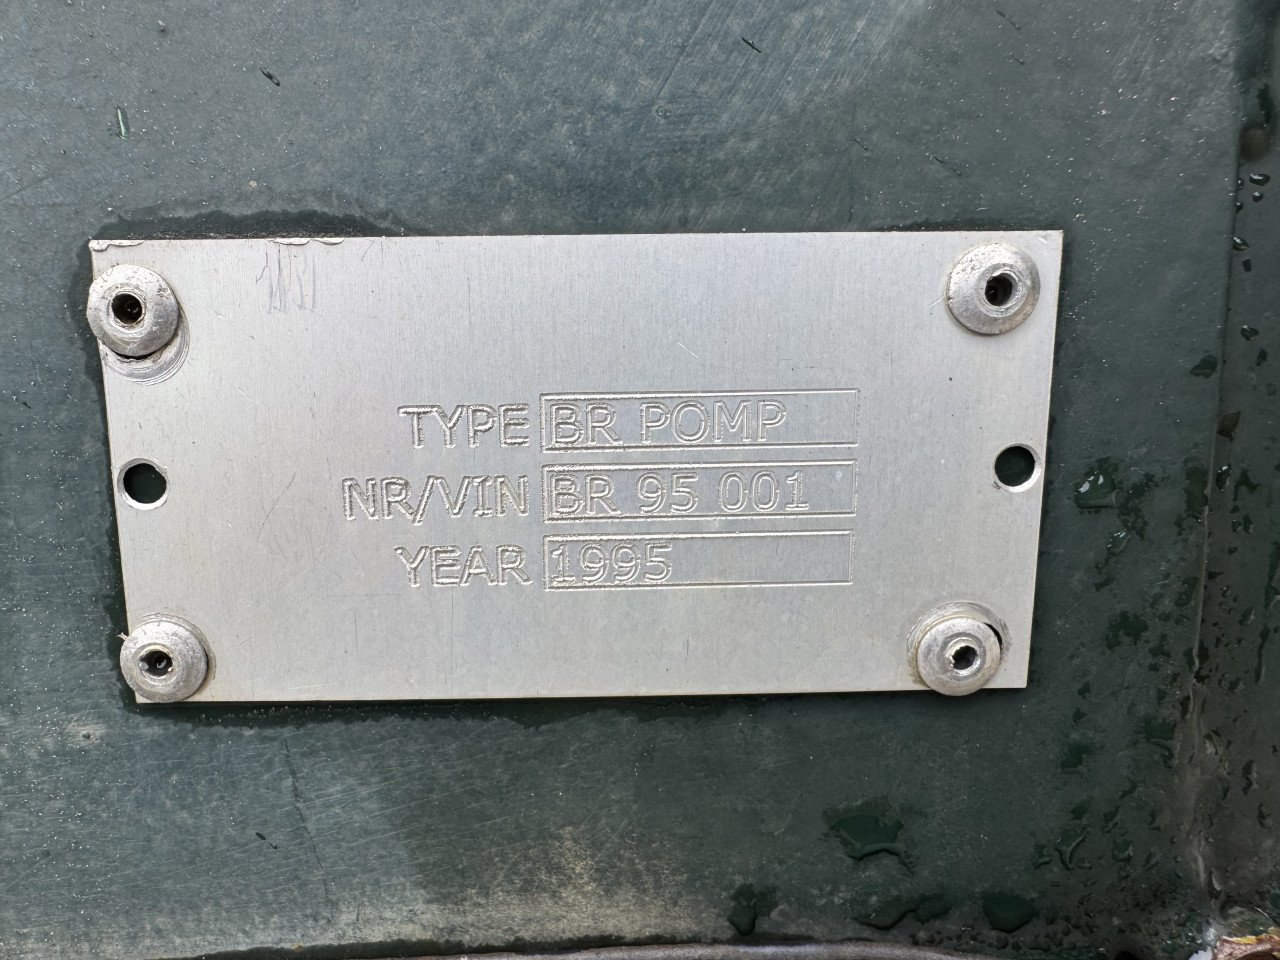 TYPE BR POMP
NR/VIN BR 95 001
YEAR 1995